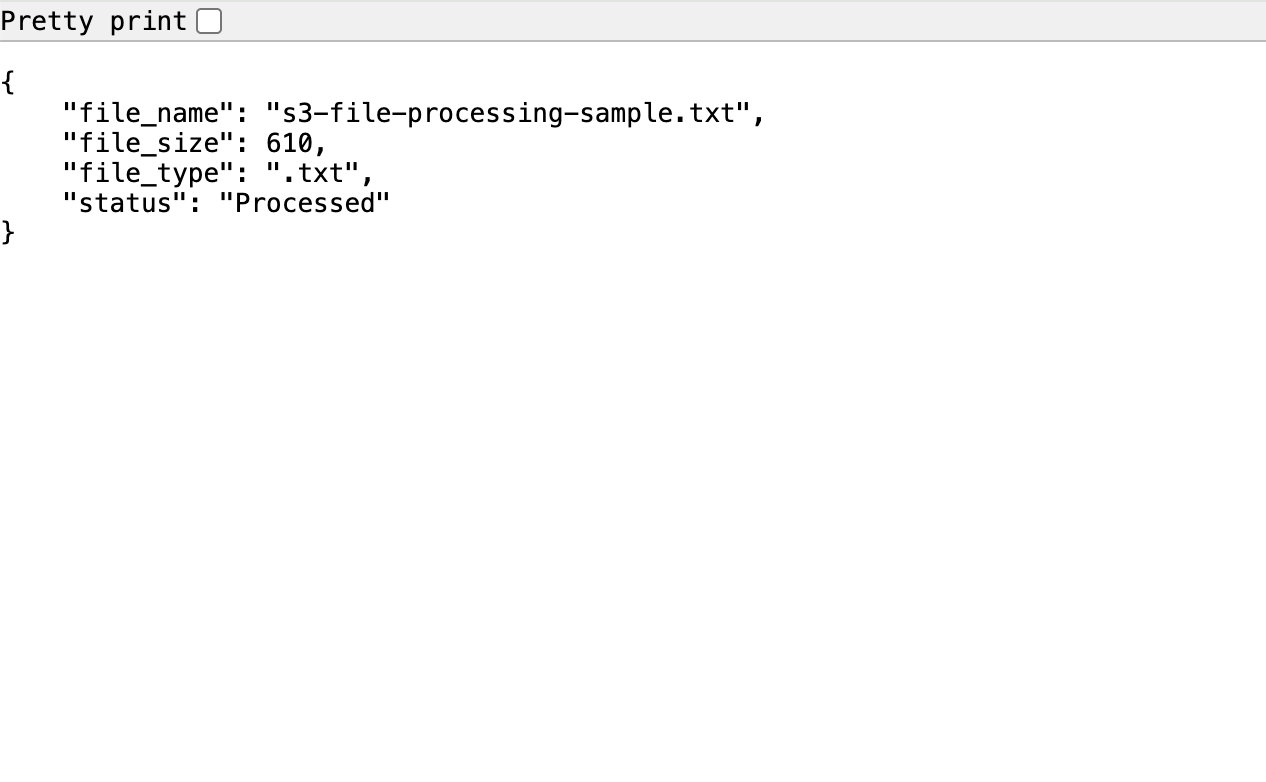 Pretty print
{
    "file_name": "s3-file-processing-sample.txt",
    "file_size": 610,
    "file_type": ".txt",
    "status": "Processed"
}